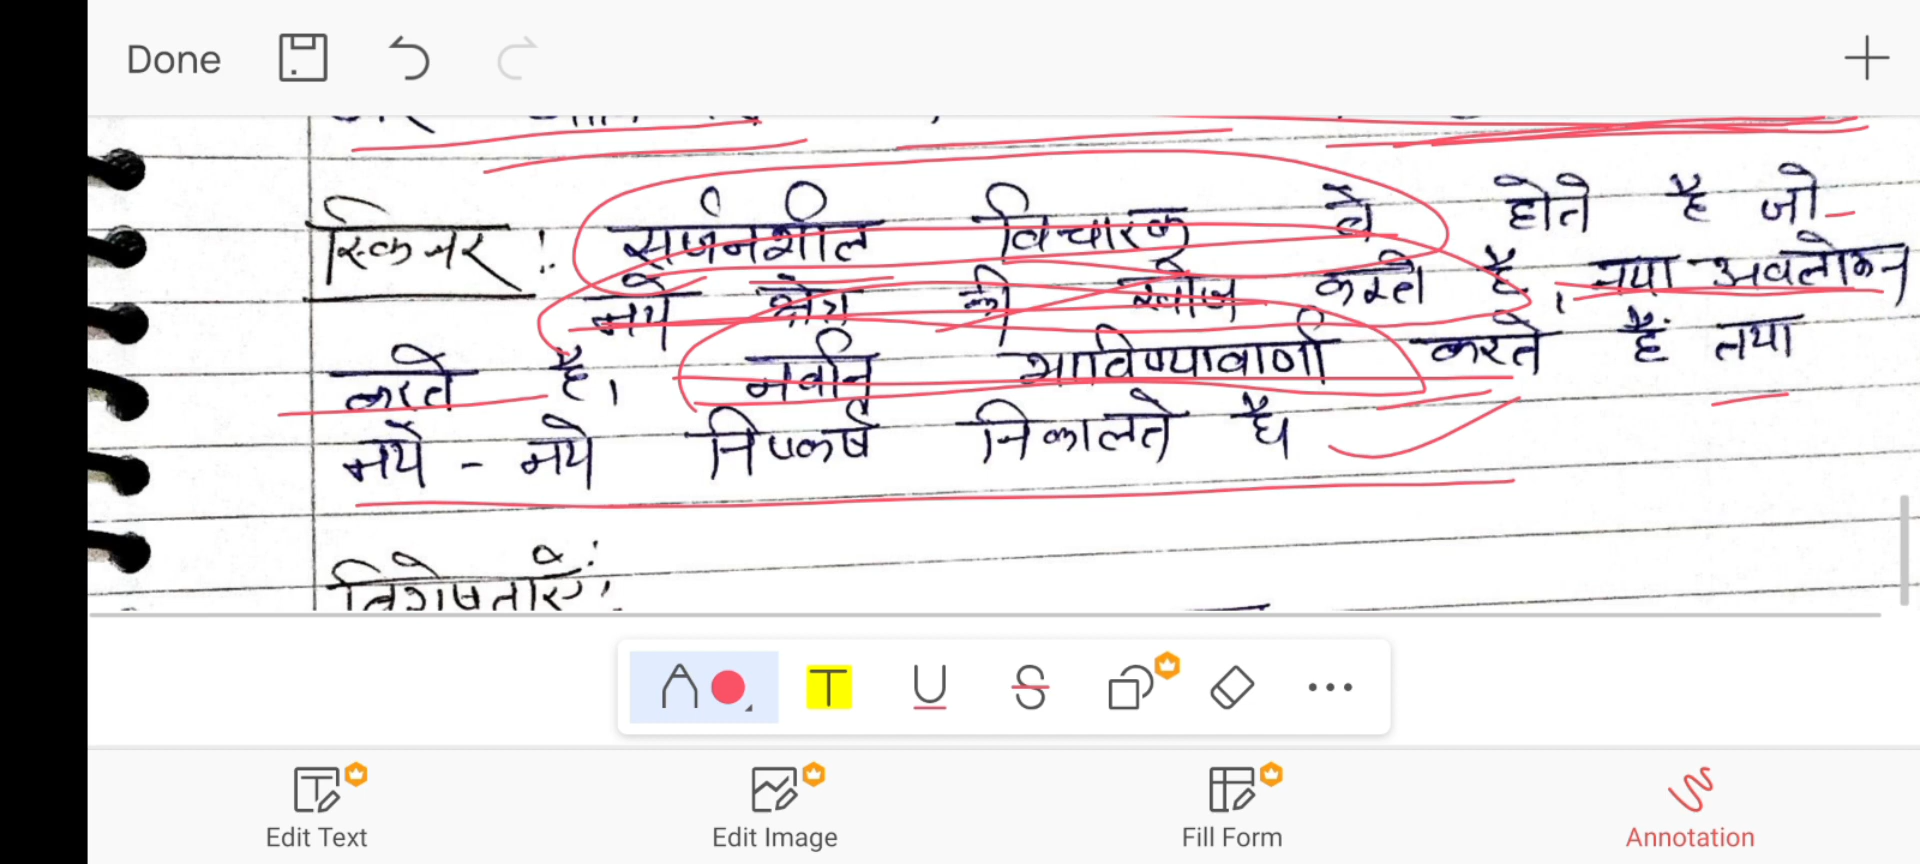 Done
स्किनर : सर्जनशील विचारक वे होते है जो
नये क्षेत्र की खोज करते है, नया अवलोकन
करते है, नवीन भाविण्यावाणी करते हैं तथा
नये - नये निष्कर्ष निकालते है
विशेषताएँ :
Edit Text
Edit Image
Fill Form
Annotation